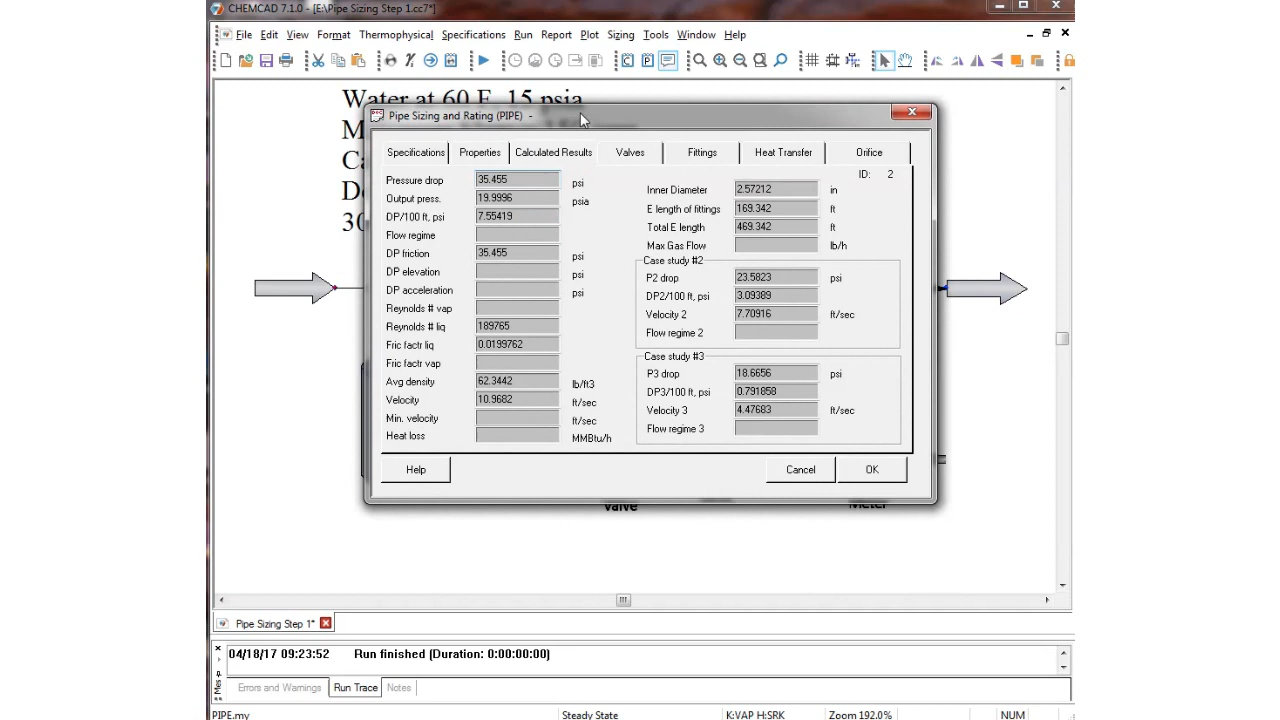 CHEMCAD 7.1.0 - [E:\Pipe Sizing Step 1.cc7*]
File Edit View Format Thermophysical Specifications Run Report Plot Sizing Tools Window Help
Water at 60 F, 15 psia
Pipe Sizing and Rating (PIPE) -
Specifications Properties Calculated Results Valves Fittings Heat Transfer Orifice
ID: 2
Pressure drop 35.455 psi
Output press. 19.9996 psia
DP/100 ft, psi 7.55419
Flow regime
DP friction 35.455 psi
DP elevation psi
DP acceleration psi
Reynolds # vap
Reynolds # liq 189765
Fric factr liq 0.0199762
Fric factr vap
Avg density 62.3442 lb/ft3
Velocity 10.9682 ft/sec
Min. velocity ft/sec
Heat loss MMBtu/h
Inner Diameter 2.57212 in
E length of fittings 169.342 ft
Total E length 469.342 ft
Max Gas Flow lb/h
Case study #2
P2 drop 23.5823 psi
DP2/100 ft, psi 3.09389
Velocity 2 7.70916 ft/sec
Flow regime 2
Case study #3
P3 drop 18.6656 psi
DP3/100 ft, psi 0.791858
Velocity 3 4.47683 ft/sec
Flow regime 3
Help Cancel OK
Valve Meter
Pipe Sizing Step 1*
04/18/17 09:23:52 Run finished (Duration: 0:00:00:00)
Errors and Warnings Run Trace Notes
PIPE.my Steady State K:VAP H:SRK Zoom 192.0% NUM